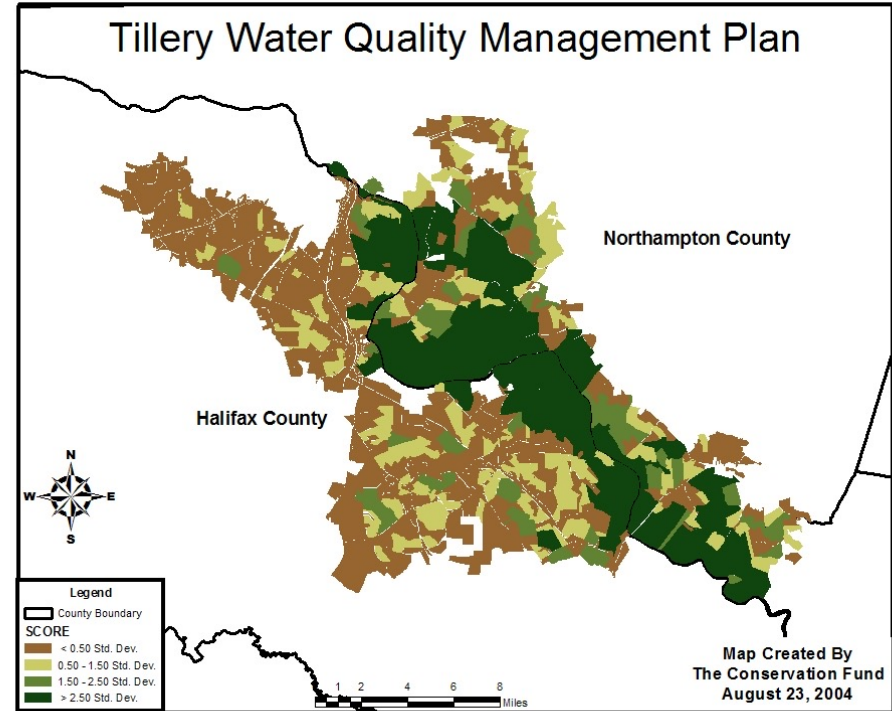 Tillery Water Quality Management Plan
Northampton County
Halifax County
N
W E
S
Legend
County Boundary
SCORE
< 0.50 Std. Dev.
0.50 - 1.50 Std. Dev.
1.50 - 2.50 Std. Dev.
> 2.50 Std. Dev.
1 2 4 6 8
Miles
Map Created By
The Conservation Fund
August 23, 2004